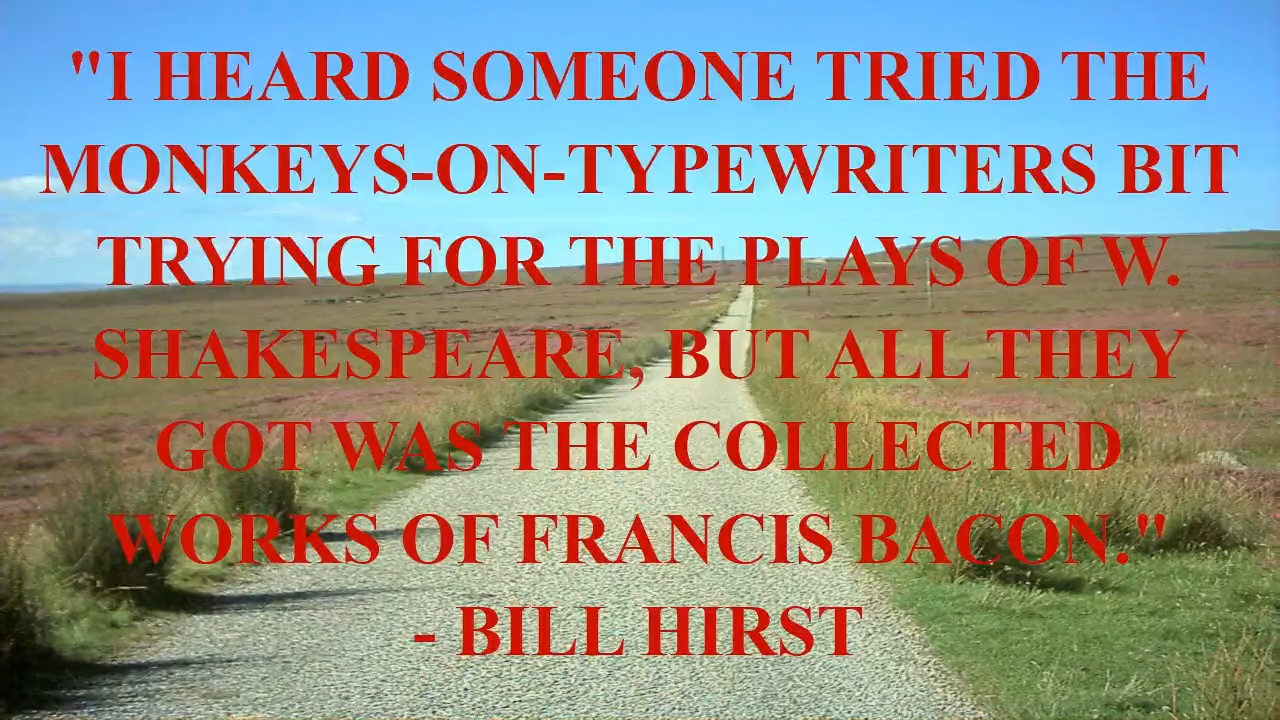 "I HEARD SOMEONE TRIED THE
MONKEYS-ON-TYPEWRITERS BIT
TRYING FOR THE PLAYS OF W.
SHAKESPEARE, BUT ALL THEY
GOT WAS THE COLLECTED
WORKS OF FRANCIS BACON."
- BILL HIRST